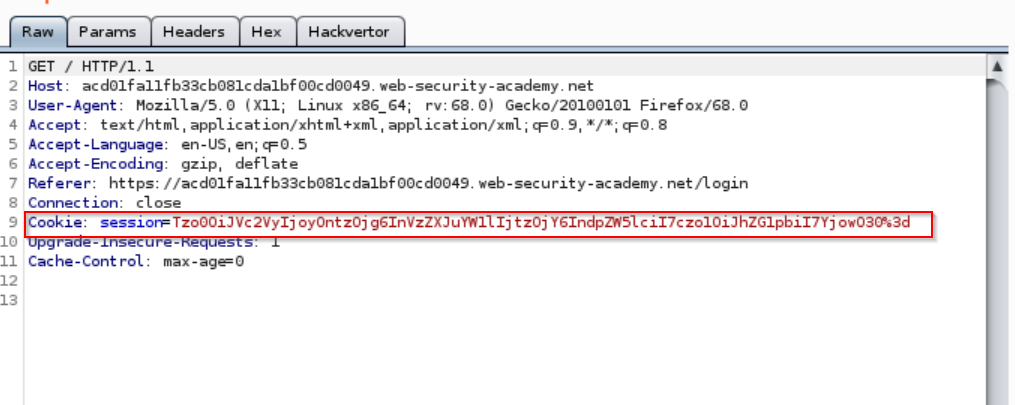 Raw Params Headers Hex Hackvertor
1 GET / HTTP/1.1
2 Host: acd01fa11fb33cb081cda1bf00cd0049.web-security-academy.net
3 User-Agent: Mozilla/5.0 (X11; Linux x86_64; rv:68.0) Gecko/20100101 Firefox/68.0
4 Accept: text/html,application/xhtml+xml,application/xml;q=0.9,*/*;q=0.8
5 Accept-Language: en-US,en;q=0.5
6 Accept-Encoding: gzip, deflate
7 Referer: https://acd01fa11fb33cb081cda1bf00cd0049.web-security-academy.net/login
8 Connection: close
9 Cookie: session=Tzo0OiJVc2VyIjoyOntzOjg6InVzZXJuYW1lIjtzOjY6IndpZW5lciI7czo1OiJhZG1pbiI7YjowO30%3d
10 Upgrade-Insecure-Requests: 1
11 Cache-Control: max-age=0
12
13